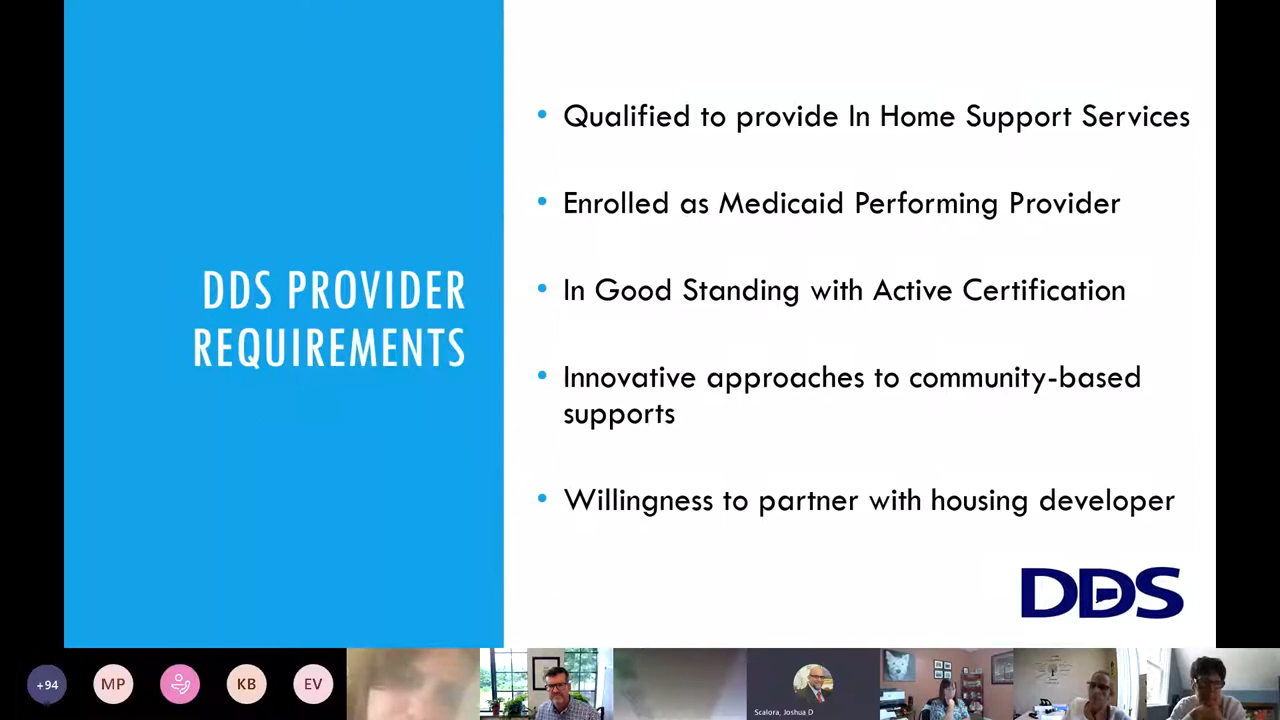 DDS PROVIDER
REQUIREMENTS
• Qualified to provide In Home Support Services
• Enrolled as Medicaid Performing Provider
• In Good Standing with Active Certification
• Innovative approaches to community-based
supports
• Willingness to partner with housing developer
DDS
+94
MP
KB
EV
Scalora, Joshua D